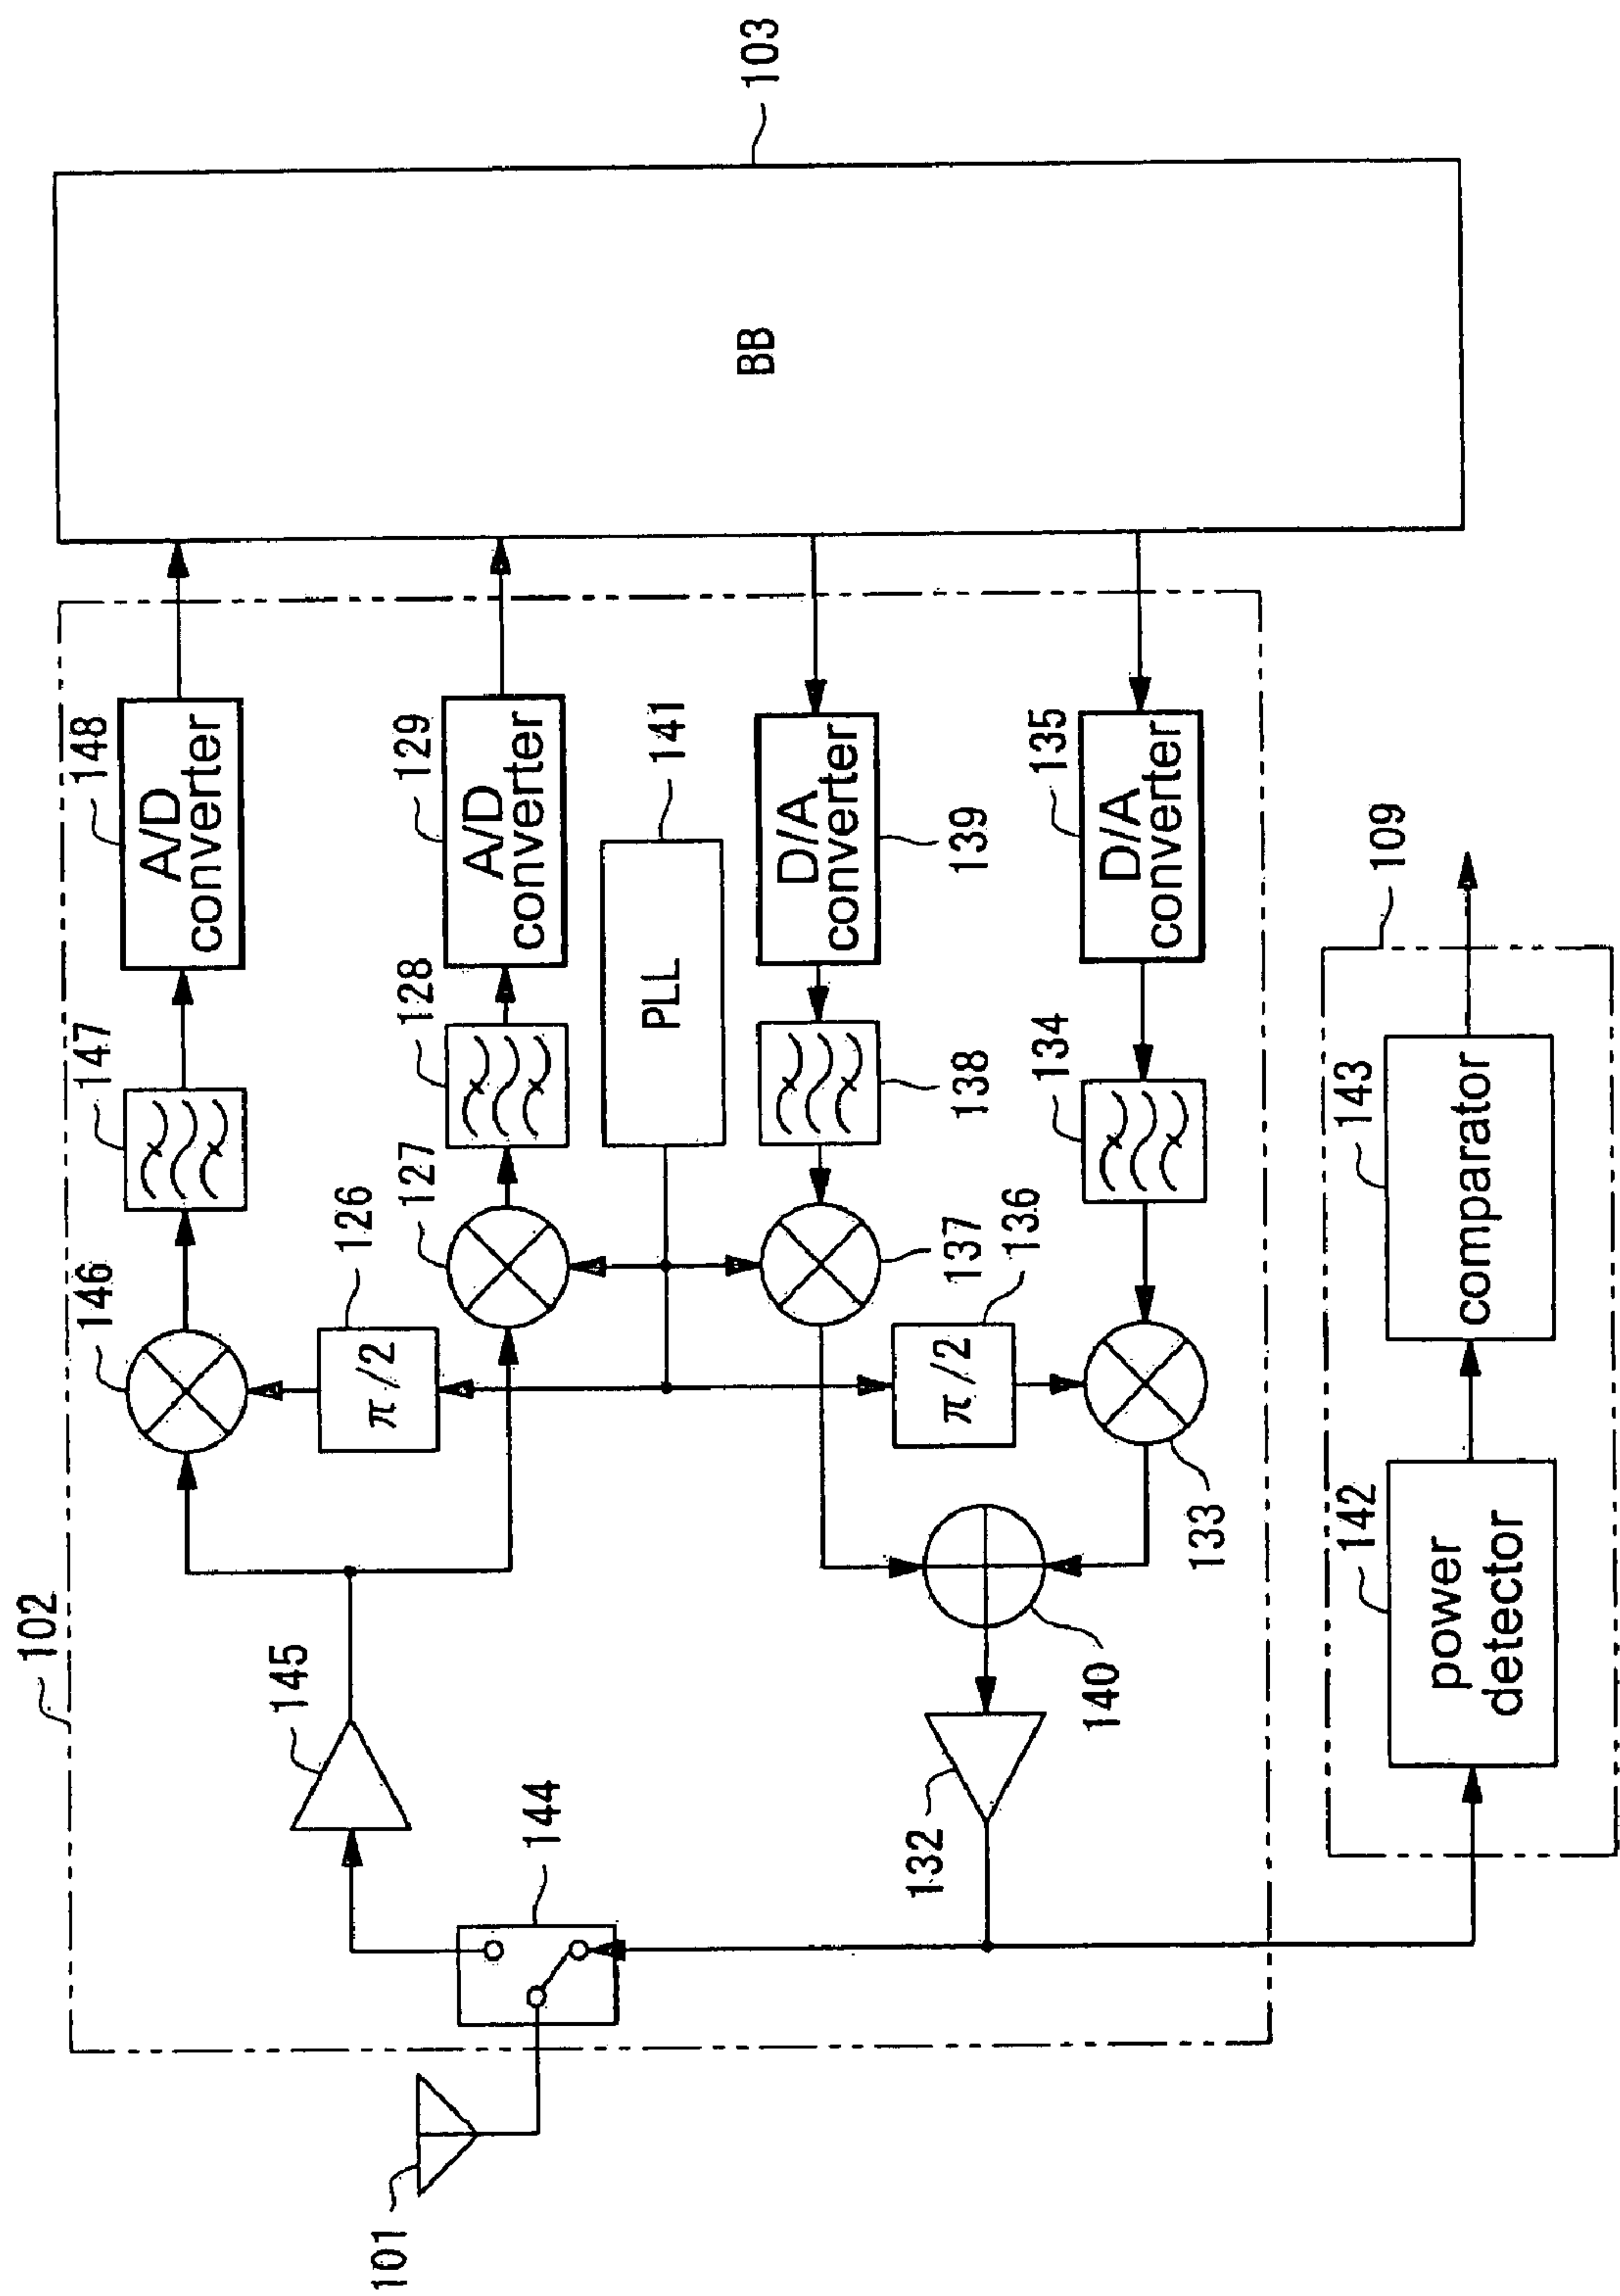 103
BB
148
A/D
converter
129
A/D
converter
141
PLL
D/A
converter
139
135
D/A
converter
147
128
138
134
146
126
π/2
127
137
136
π/2
133
102
145
140
144
132
101
109
143
comparator
142
power
detector